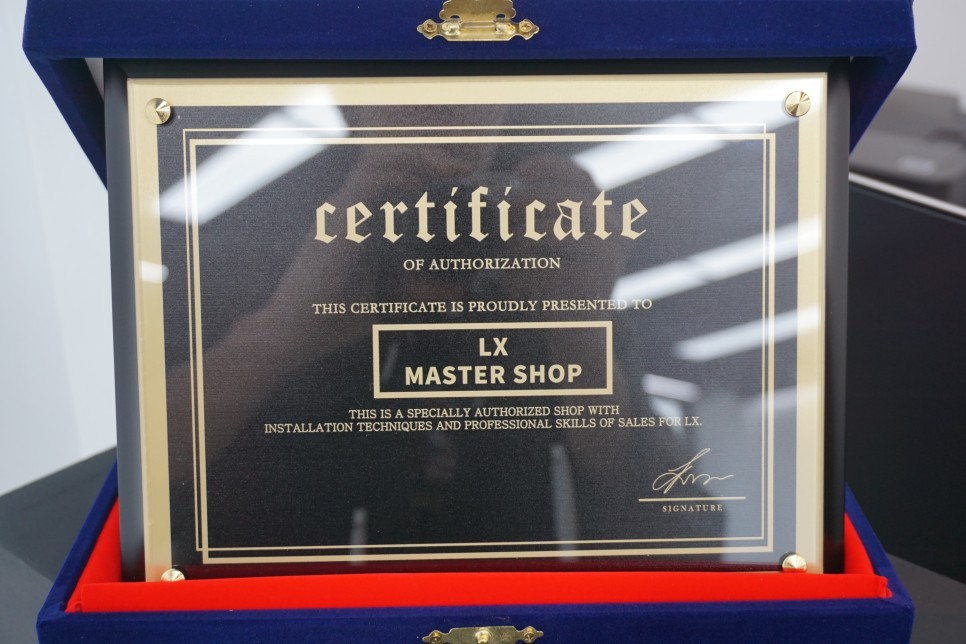 certificate
OF AUTHORIZATION
THIS CERTIFICATE IS PROUDLY PRESENTED TO
LX
MASTER SHOP
THIS IS A SPECIALLY AUTHORIZED SHOP WITH
INSTALLATION TECHNIQUES AND PROFESSIONAL SKILLS OF SALES FOR LX.
SIGNATURE